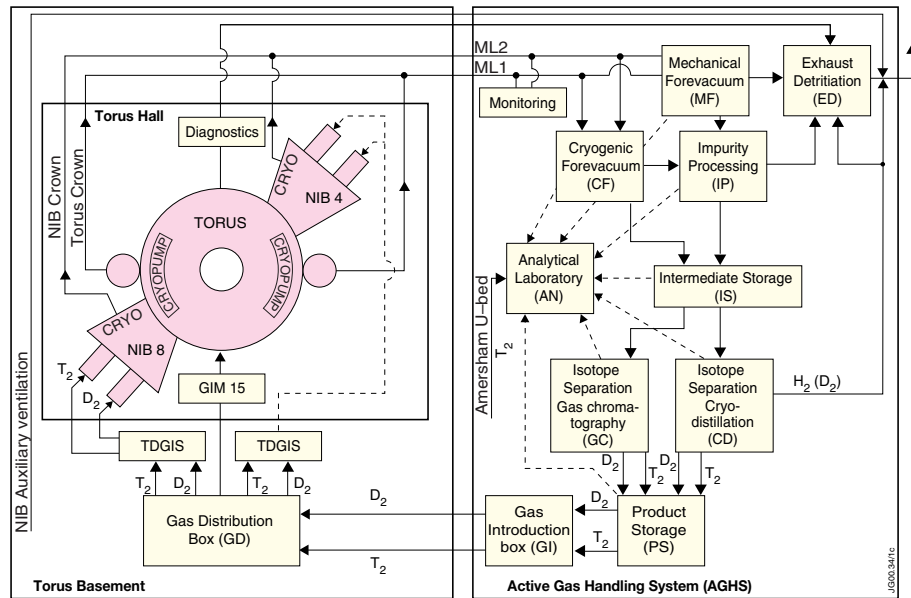 ML2
ML1
Torus Hall
Diagnostics
Monitoring
Mechanical
Forevacuum
(MF)
Exhaust
Detritiation
(ED)
Cryogenic
Forevacuum
(CF)
Impurity
Processing
(IP)
NIB Crown
Torus Crown
CRYO
NIB 4
TORUS
CRYOPUMP
CRYOPUMP
Analytical
Laboratory
(AN)
Intermediate Storage
(IS)
CRYO
NIB 8
T2
D2
GIM 15
Amersham U–bed
T2
Isotope
Separation
Gas chroma-
tography
(GC)
Isotope
Separation
Cryo-
distillation
(CD)
H2 (D2)
NIB Auxiliary ventilation
TDGIS
TDGIS
T2
D2
T2
D2
D2
T2
D2
T2
Gas Distribution
Box (GD)
D2
T2
Gas
Introduction
box (GI)
D2
T2
Product
Storage
(PS)
Torus Basement
Active Gas Handling System (AGHS)
JG00.34/1c